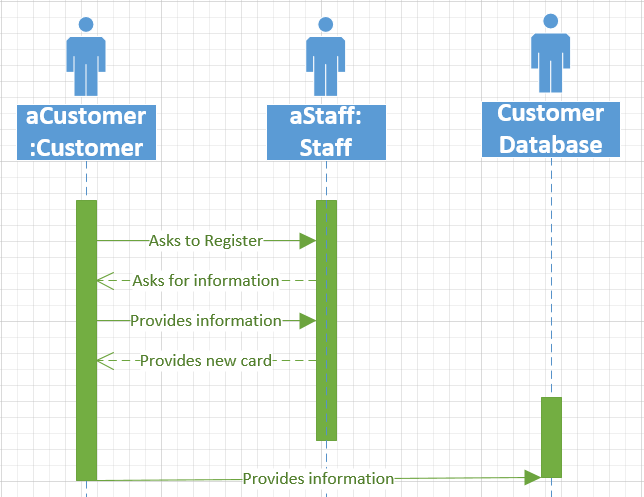 aCustomer
:Customer
aStaff:
Staff
Customer
Database
Asks to Register
Asks for information
Provides information
Provides new card
Provides information